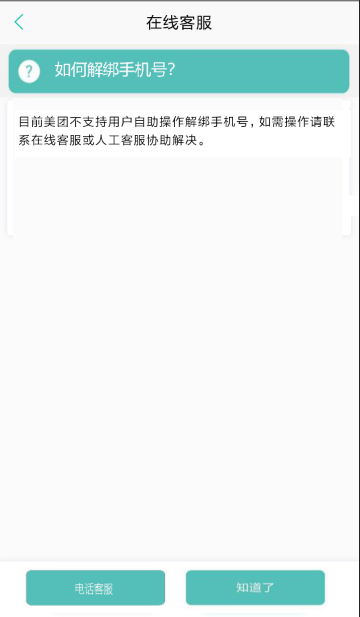 在线客服
如何解绑手机号?
目前美团不支持用户自助操作解绑手机号,如需操作请联
系在线客服或人工客服协助解决。
电话客服
知道了